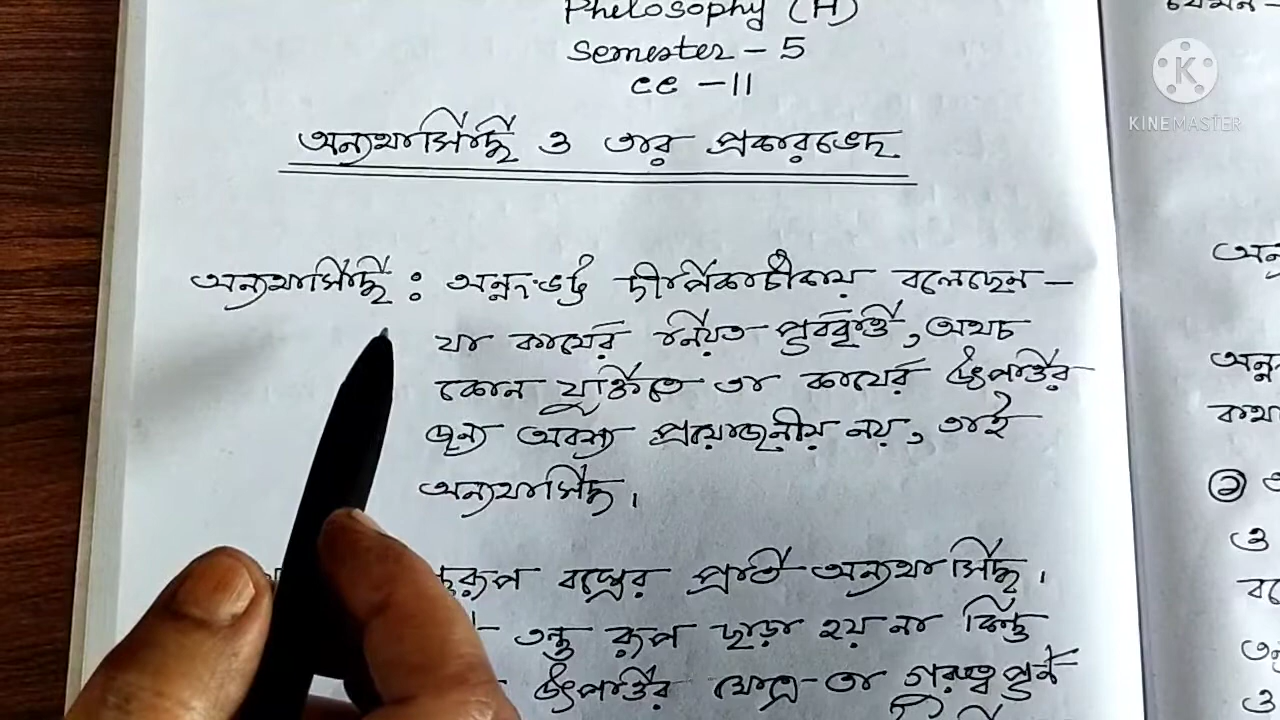 Philosophy (H)
Semester - 5
CC - 11
অন্যথাসিদ্ধি ও তার প্রকারভেদ
অন্যথাসিদ্ধি : অন্নংভট্ট দীপিকাটীকায় বলেছেন -
যা কার্যের নিয়ত পূর্ববৃত্তি, অথচ
কোন যুক্তিতে তা কার্যের উৎপত্তির
জন্য অবশ্য প্রয়োজনীয় নয়, তাই
অন্যথাসিদ্ধ।
রূপ বস্ত্রের প্রতি অন্যথাসিদ্ধ।
তন্তু রূপ ছাড়া হয় না কিন্তু
উৎপত্তির ক্ষেত্রে তা গুরুত্বপূর্ণ
যেমন -
KINEMASTER